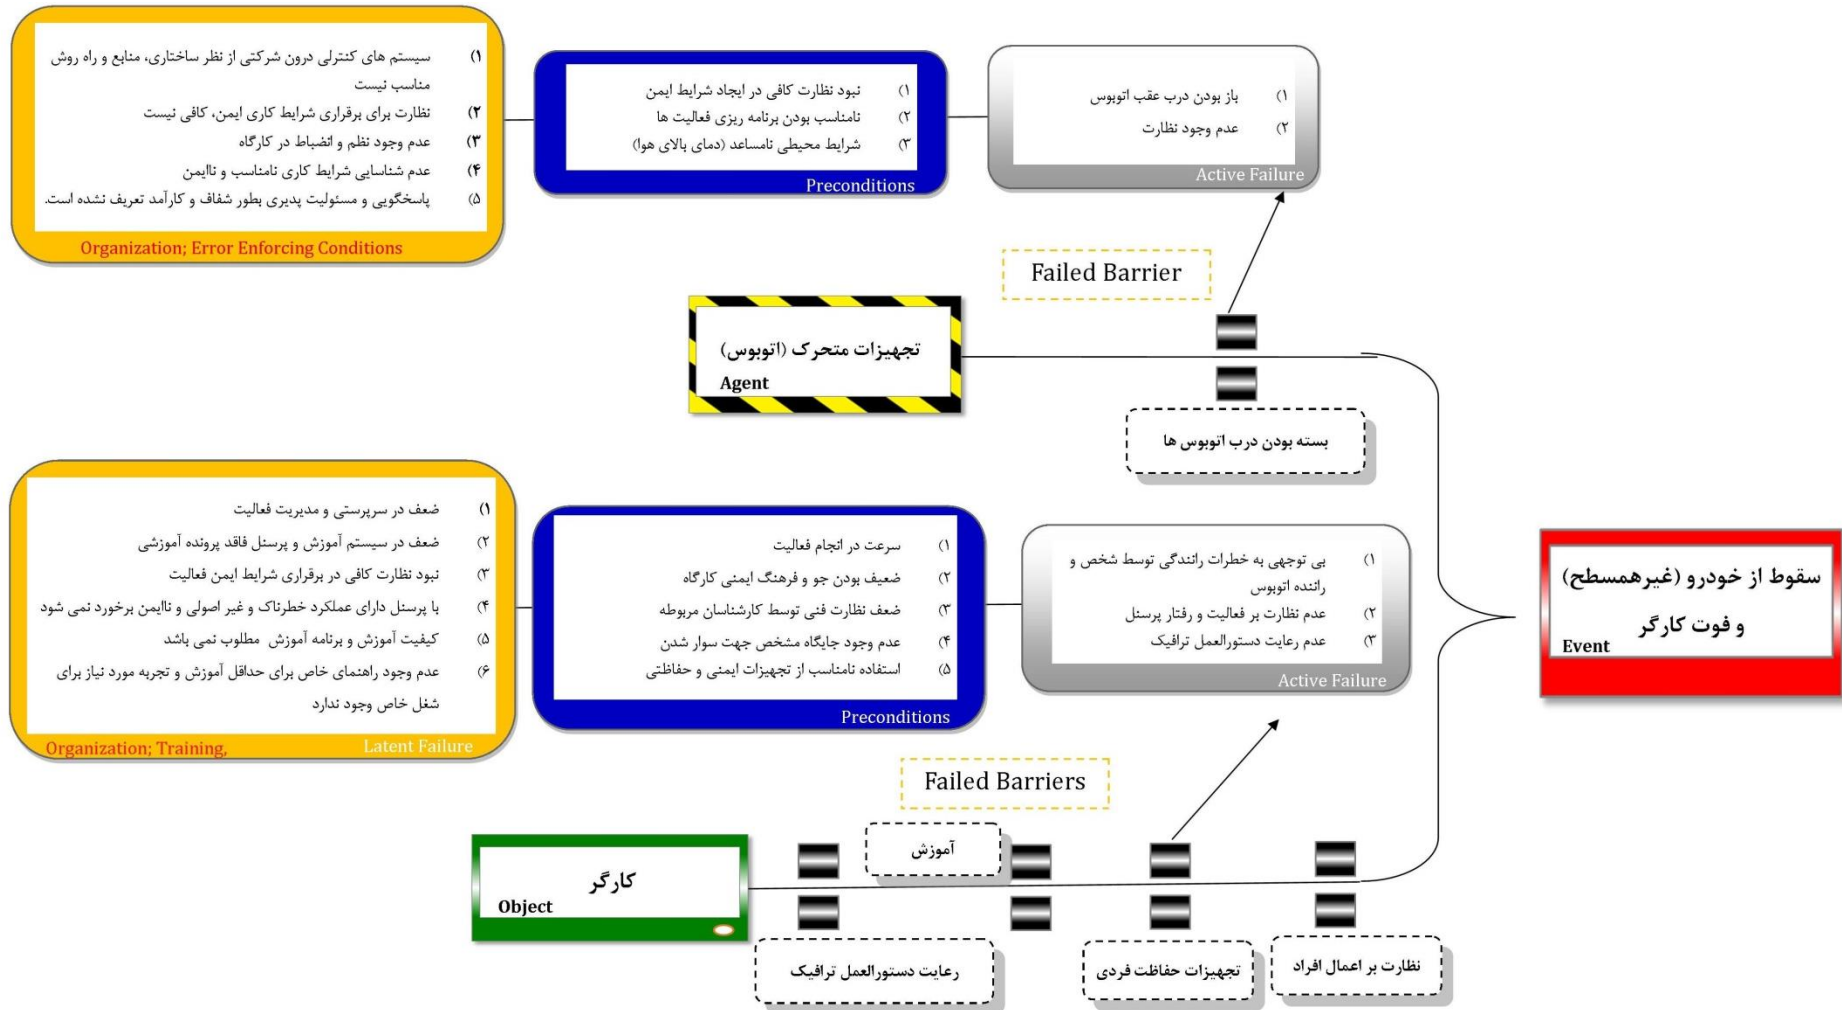 ۱) سیستم های کنترلی درون شرکتی از نظر ساختاری، منابع و راه روش
مناسب نیست
۲) نظارت برای برقراری شرایط کاری ایمن، کافی نیست
۳) عدم وجود نظم و انضباط در کارگاه
۴) عدم شناسایی شرایط کاری نامناسب و ناایمن
۵) پاسخگویی و مسئولیت پدیری بطور شفاف و کارآمد تعریف نشده است.
Organization; Error Enforcing Conditions
۱) نبود نظارت کافی در ایجاد شرایط ایمن
۲) نامناسب بودن برنامه ریزی فعالیت ها
۳) شرایط محیطی نامساعد (دمای بالای هوا)
Preconditions
۱) باز بودن درب عقب اتوبوس
۲) عدم وجود نظارت
Active Failure
Failed Barrier
تجهیزات متحرک (اتوبوس)
Agent
بسته بودن درب اتوبوس ها
۱) ضعف در سرپرستی و مدیریت فعالیت
۲) ضعف در سیستم آموزش و پرسنل فاقد پرونده آموزشی
۳) نبود نظارت کافی در برقراری شرایط ایمن فعالیت
۴) با پرسنل دارای عملکرد خطرناک و غیر اصولی و ناایمن برخورد نمی شود
۵) کیفیت آموزش و برنامه آموزش مطلوب نمی باشد
۶) عدم وجود راهنمای خاص برای حداقل آموزش و تجربه مورد نیاز برای
شغل خاص وجود ندارد
Organization; Training,
Latent Failure
۱) سرعت در انجام فعالیت
۲) ضعیف بودن جو و فرهنگ ایمنی کارگاه
۳) ضعف نظارت فنی توسط کارشناسان مربوطه
۴) عدم وجود جایگاه مشخص جهت سوار شدن
۵) استفاده نامناسب از تجهیزات ایمنی و حفاظتی
Preconditions
۱) بی توجهی به خطرات رانندگی توسط شخص و
راننده اتوبوس
۲) عدم نظارت بر فعالیت و رفتار پرسنل
۳) عدم رعایت دستورالعمل ترافیک
Active Failure
سقوط از خودرو (غیرهمسطح)
و فوت کارگر
Event
Failed Barriers
کارگر
Object
آموزش
رعایت دستورالعمل ترافیک
تجهیزات حفاظت فردی
نظارت بر اعمال افراد